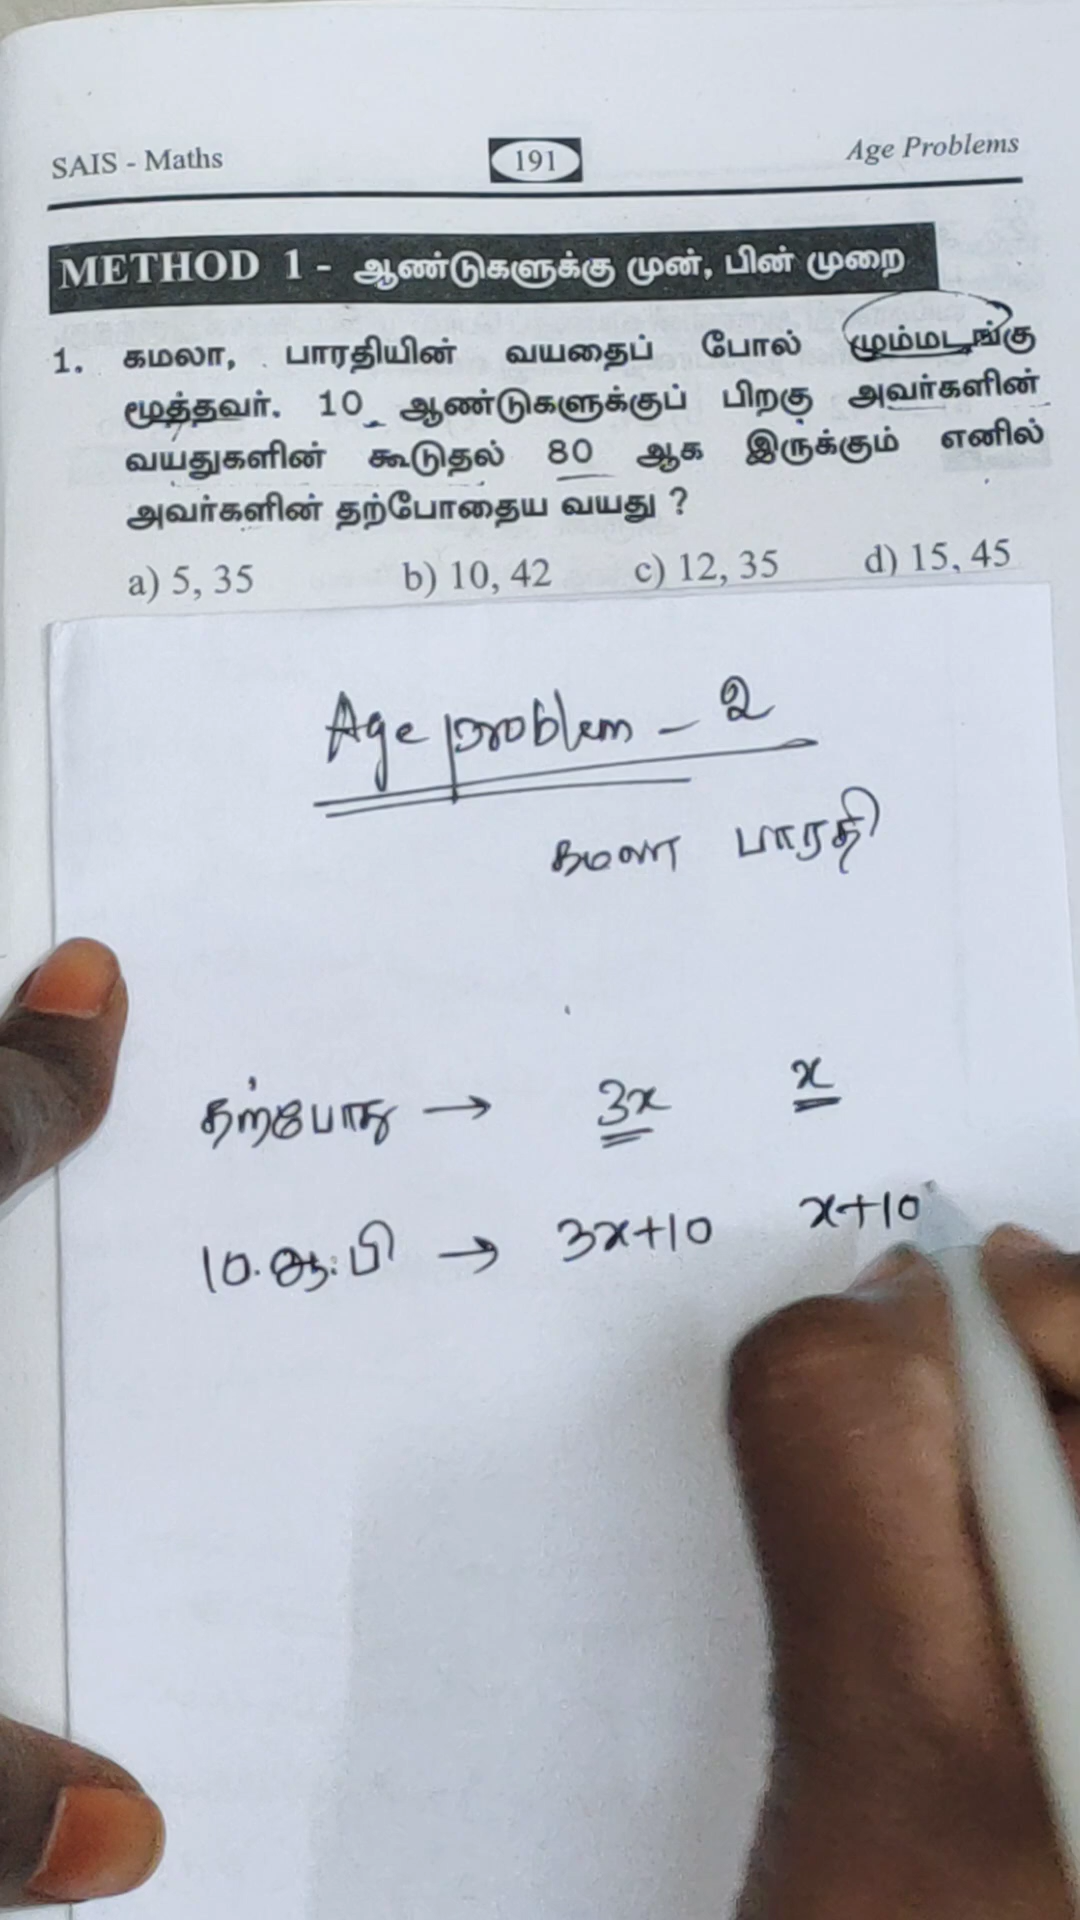 SAIS - Maths 191 Age Problems
METHOD 1 - ஆண்டுகளுக்கு முன், பின் முறை
1. கமலா, பாரதியின் வயதைப் போல் மும்மடங்கு
மூத்தவர். 10 ஆண்டுகளுக்குப் பிறகு அவர்களின்
வயதுகளின் கூடுதல் 80 ஆக இருக்கும் எனில்
அவர்களின் தற்போதைய வயது ?
a) 5, 35 b) 10, 42 c) 12, 35 d) 15, 45
Age problem - 2
கமலா பாரதி
தற்போது → 3x x
10.ஆ.பி → 3x+10 x+10